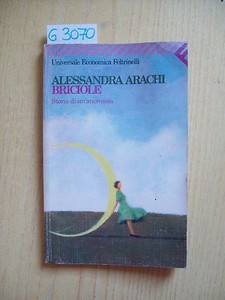 G 3070
Universale Economica Feltrinelli
ALESSANDRA ARACHI
BRICIOLE
Storia di un'anoressia